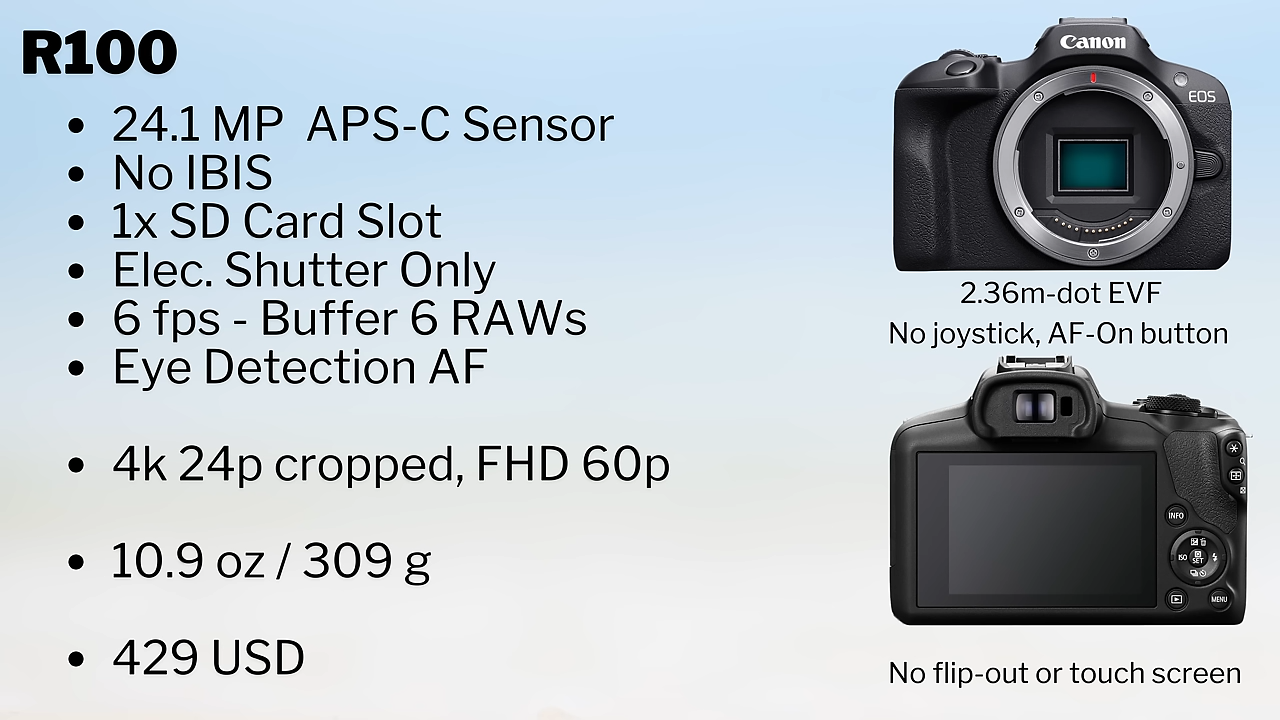 R100
24.1 MP  APS-C Sensor
No IBIS
1x SD Card Slot
Elec. Shutter Only
6 fps - Buffer 6 RAWs
Eye Detection AF
4k 24p cropped, FHD 60p
10.9 oz / 309 g
429 USD
Canon
EOS
2.36m-dot EVF
No joystick, AF-On button
INFO
ISO
SET
MENU
No flip-out or touch screen